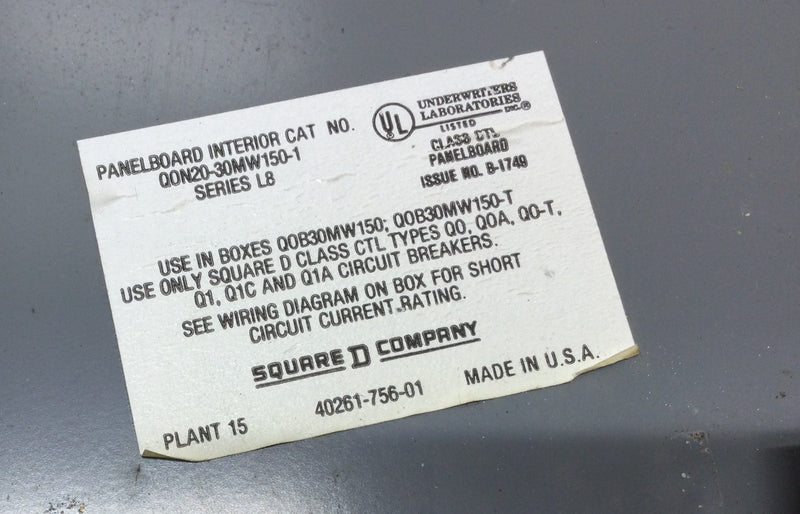 PANELBOARD INTERIOR CAT NO.
QON20-30MW150-1
SERIES L8
UL
UNDERWRITERS
LABORATORIES
INC.®
LISTED
CLASS CTL
PANELBOARD
ISSUE NO. B-1749
USE IN BOXES QOB30MW150; QOB30MW150-T
USE ONLY SQUARE D CLASS CTL TYPES QO, QOA, QO-T,
Q1, Q1C AND Q1A CIRCUIT BREAKERS.
SEE WIRING DIAGRAM ON BOX FOR SHORT
CIRCUIT CURRENT RATING.
SQUARE D COMPANY
PLANT 15 40261-756-01 MADE IN U.S.A.